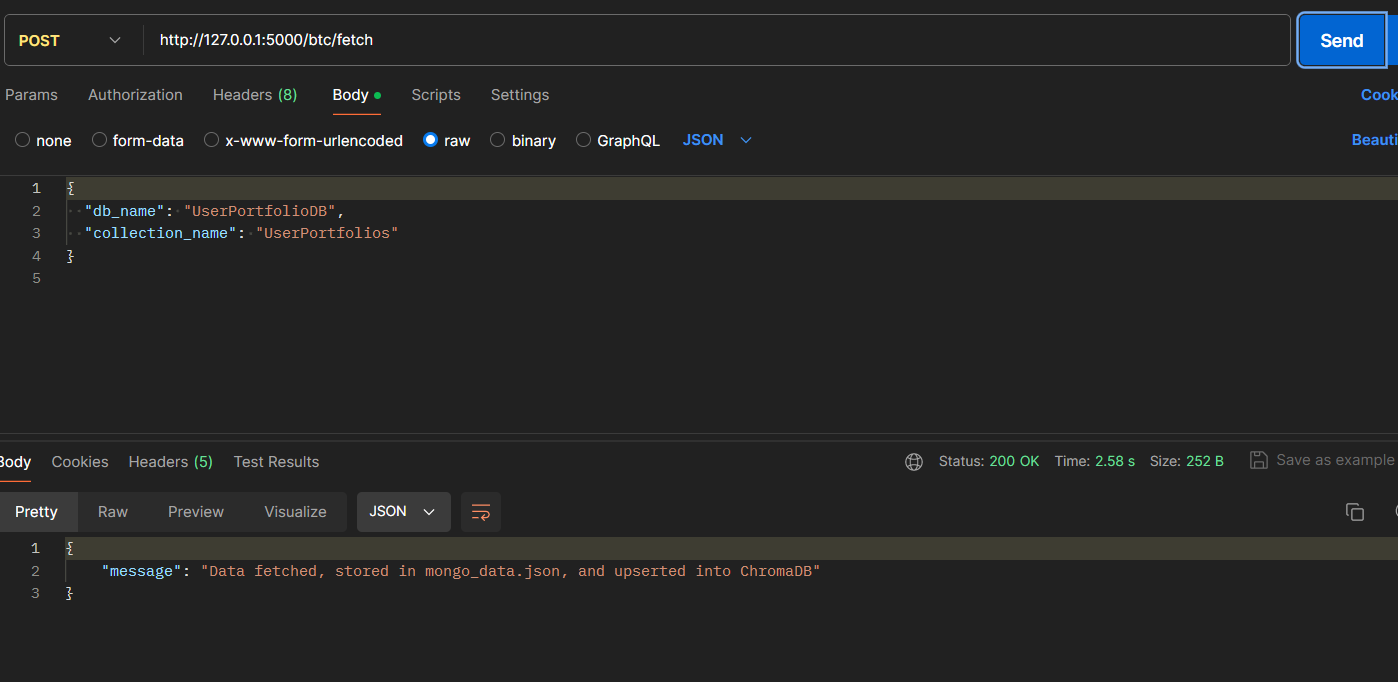 POST http://127.0.0.1:5000/btc/fetch Send
Params Authorization Headers (8) Body Scripts Settings Cook
none form-data x-www-form-urlencoded raw binary GraphQL JSON Beauti
1 {
2 "db_name": "UserPortfolioDB",
3 "collection_name": "UserPortfolios"
4 }
5
Body Cookies Headers (5) Test Results Status: 200 OK Time: 2.58 s Size: 252 B Save as example
Pretty Raw Preview Visualize JSON
1 {
2 "message": "Data fetched, stored in mongo_data.json, and upserted into ChromaDB"
3 }